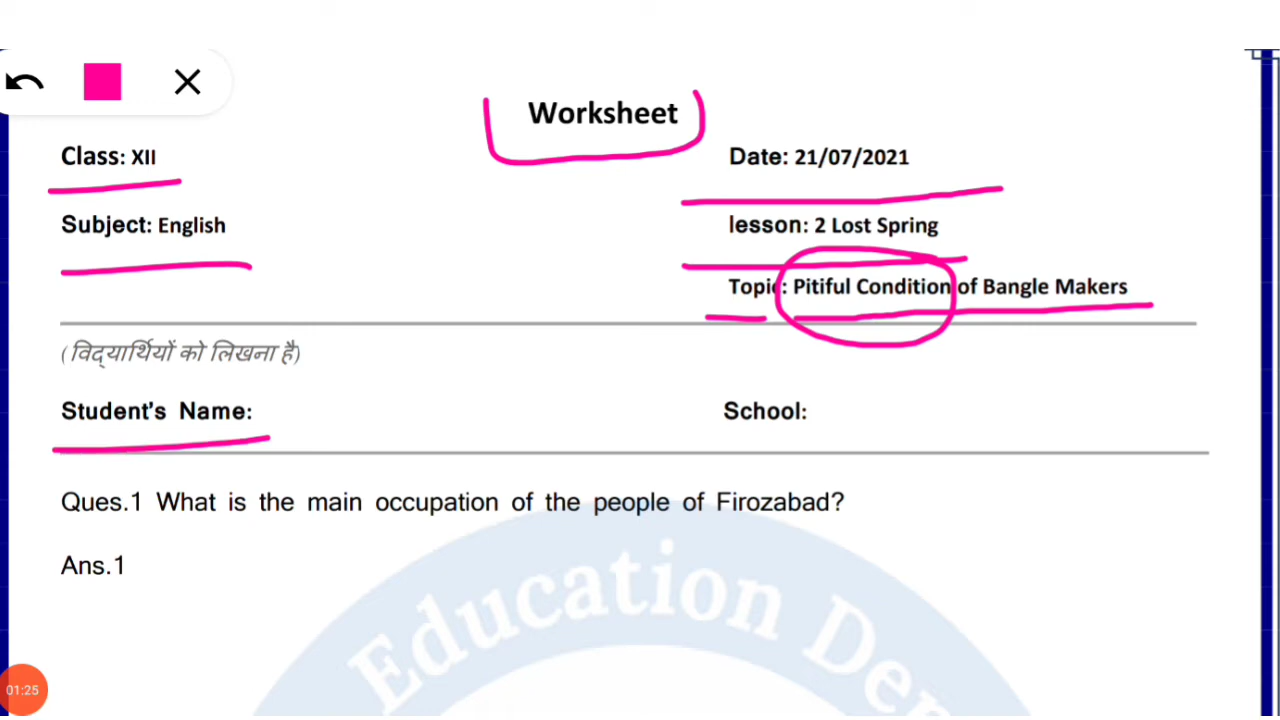 Worksheet
Class: XII
Date: 21/07/2021
Subject: English
lesson: 2 Lost Spring
Topic: Pitiful Condition of Bangle Makers
(विद्यार्थियों को लिखना है)
Student's Name:
School:
Ques.1 What is the main occupation of the people of Firozabad?
Ans.1
Education Dep
01:25